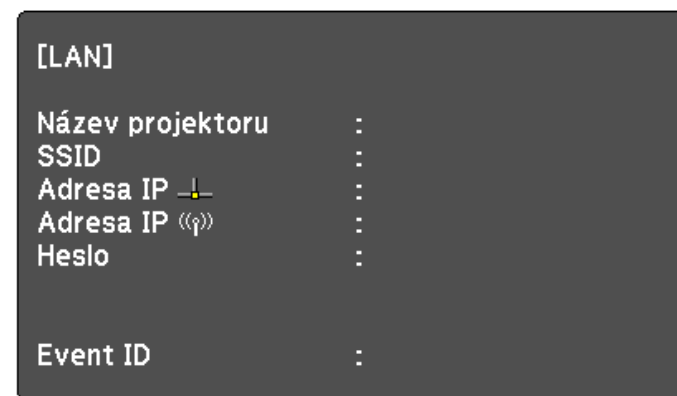 [LAN]
Název projektoru :
SSID :
Adresa IP :
Adresa IP :
Heslo :
Event ID :